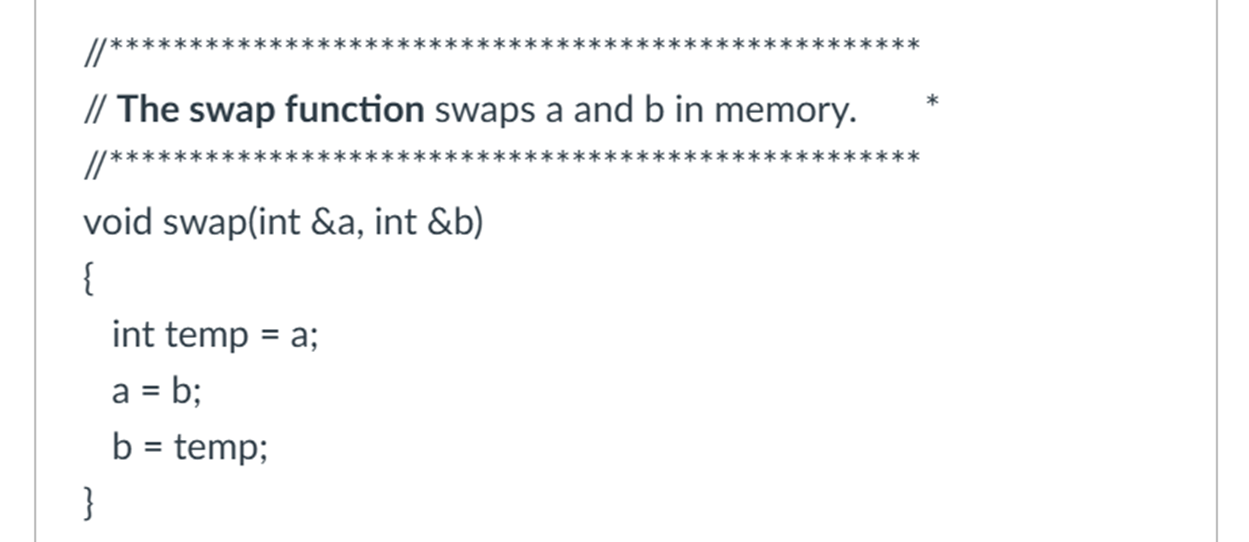 //***************************************************
// The swap function swaps a and b in memory. *
//***************************************************
void swap(int &a, int &b)
{
int temp = a;
a = b;
b = temp;
}